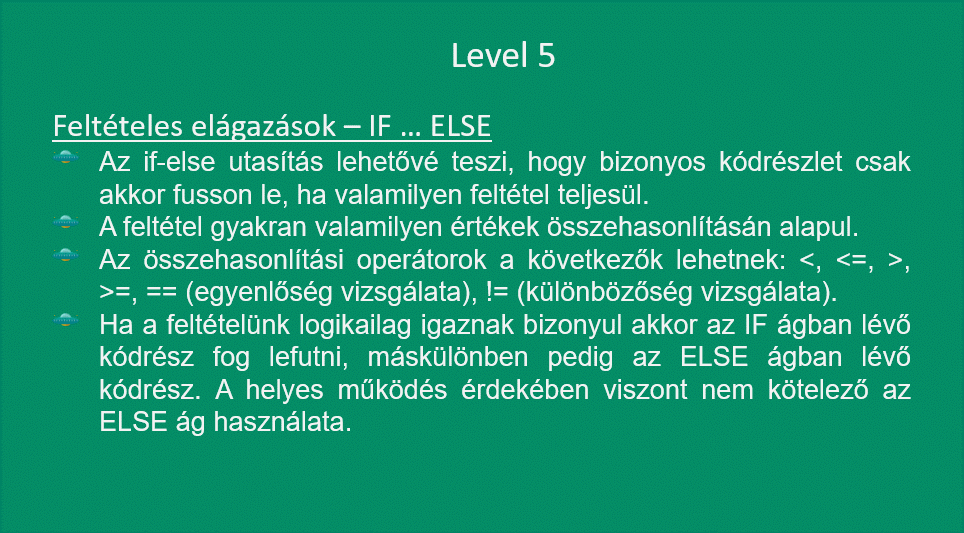 Level 5
Feltételes elágazások – IF … ELSE
Az if-else utasítás lehetővé teszi, hogy bizonyos kódrészlet csak
akkor fusson le, ha valamilyen feltétel teljesül.
A feltétel gyakran valamilyen értékek összehasonlításán alapul.
Az összehasonlítási operátorok a következők lehetnek: <, <=, >,
>=, == (egyenlőség vizsgálata), != (különbözőség vizsgálata).
Ha a feltételünk logikailag igaznak bizonyul akkor az IF ágban lévő
kódrész fog lefutni, máskülönben pedig az ELSE ágban lévő
kódrész. A helyes működés érdekében viszont nem kötelező az
ELSE ág használata.